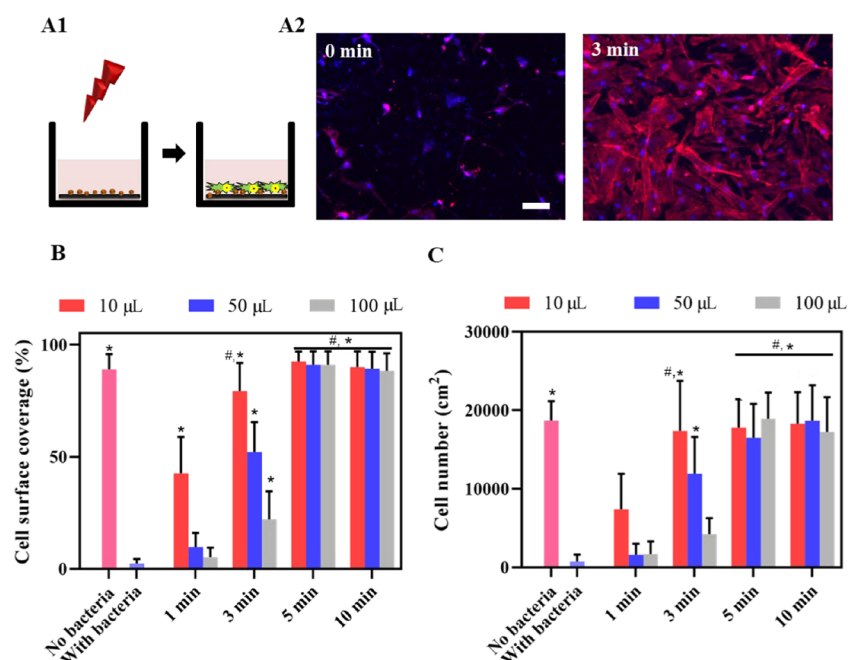 A1
A2
0 min
3 min
B
10 µL
50 µL
100 µL
Cell surface coverage (%)
100
50
0
*
*
#,*
*
*
#, *
No bacteria
With bacteria
1 min
3 min
5 min
10 min
C
10 µL
50 µL
100 µL
Cell number (cm²)
30000
20000
10000
0
*
#,*
*
#, *
No bacteria
With bacteria
1 min
3 min
5 min
10 min